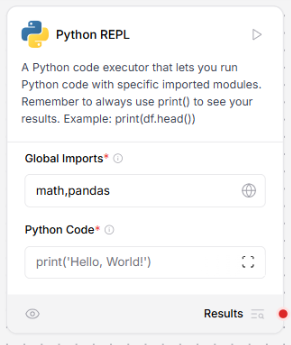 Python REPL
A Python code executor that lets you run
Python code with specific imported modules.
Remember to always use print() to see your
results. Example: print(df.head())
Global Imports*
math,pandas
Python Code*
print('Hello, World!')
Results